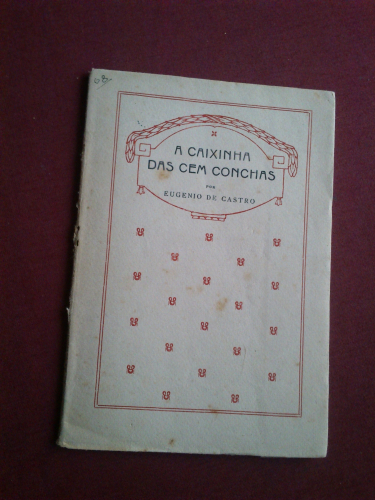 A CAIXINHA
DAS CEM CONCHAS
POR
EUGENIO DE CASTRO